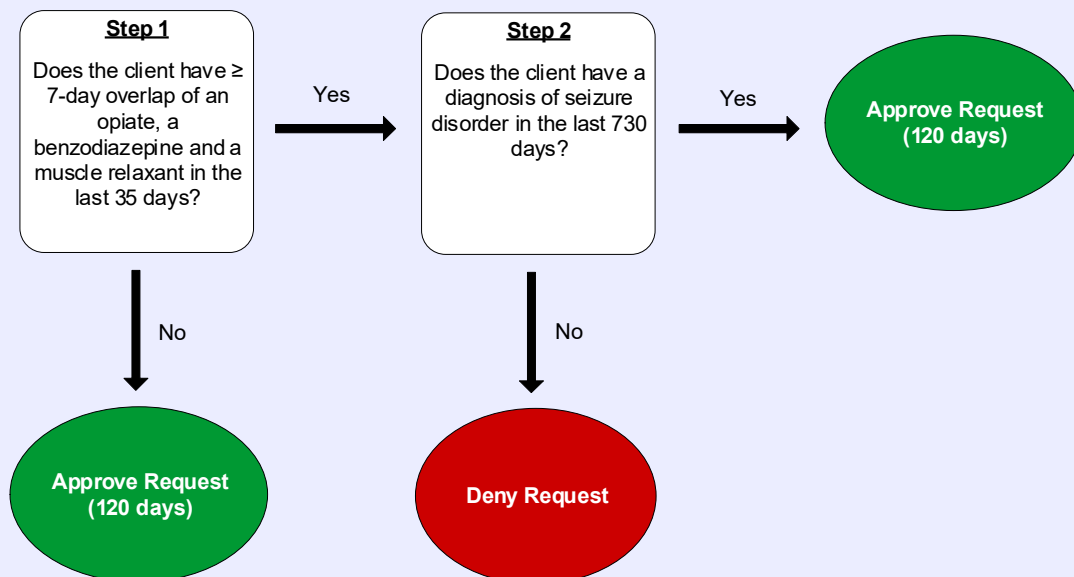 Step 1
Does the client have ≥
7-day overlap of an
opiate, a
benzodiazepine and a
muscle relaxant in the
last 35 days?
Yes
Step 2
Does the client have a
diagnosis of seizure
disorder in the last 730
days?
Yes
Approve Request
(120 days)
No
No
Approve Request
(120 days)
Deny Request